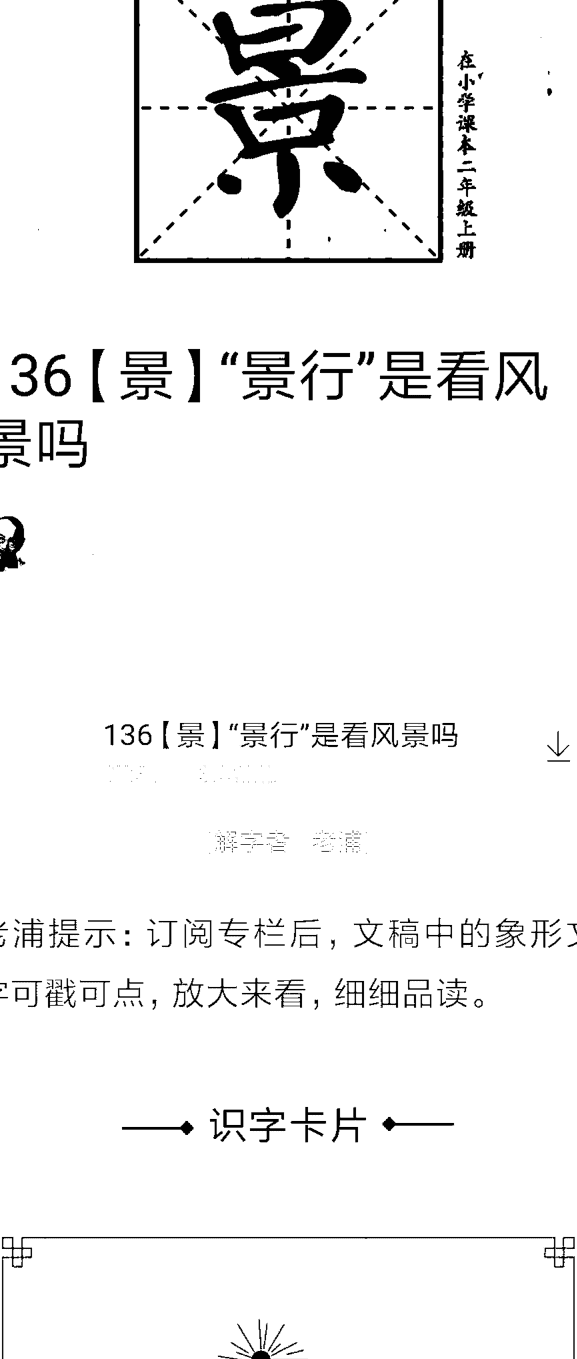 景
在小学课本二年级上册
136【景】“景行”是看风
景吗
136【景】“景行”是看风景吗
解字者 老浦
老浦提示：订阅专栏后，文稿中的象形文
字可戳可点，放大来看，细细品读。
识字卡片